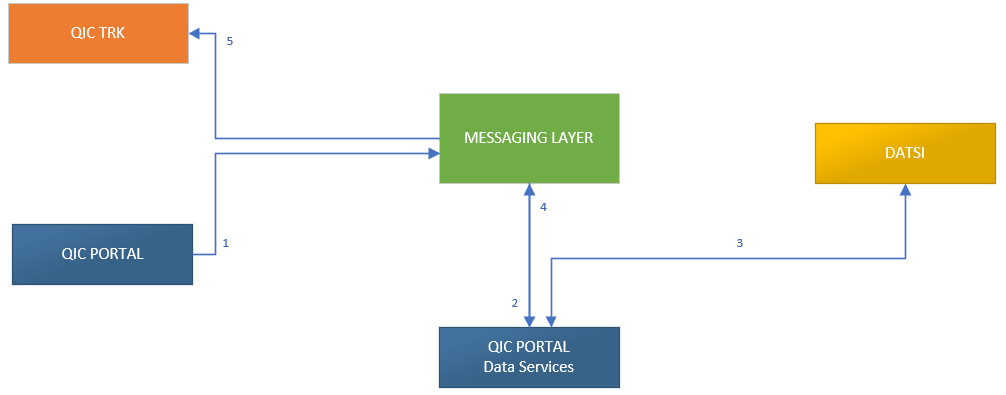 QIC TRK
5
MESSAGING LAYER
DATSI
4
QIC PORTAL
1
3
2
QIC PORTAL
Data Services